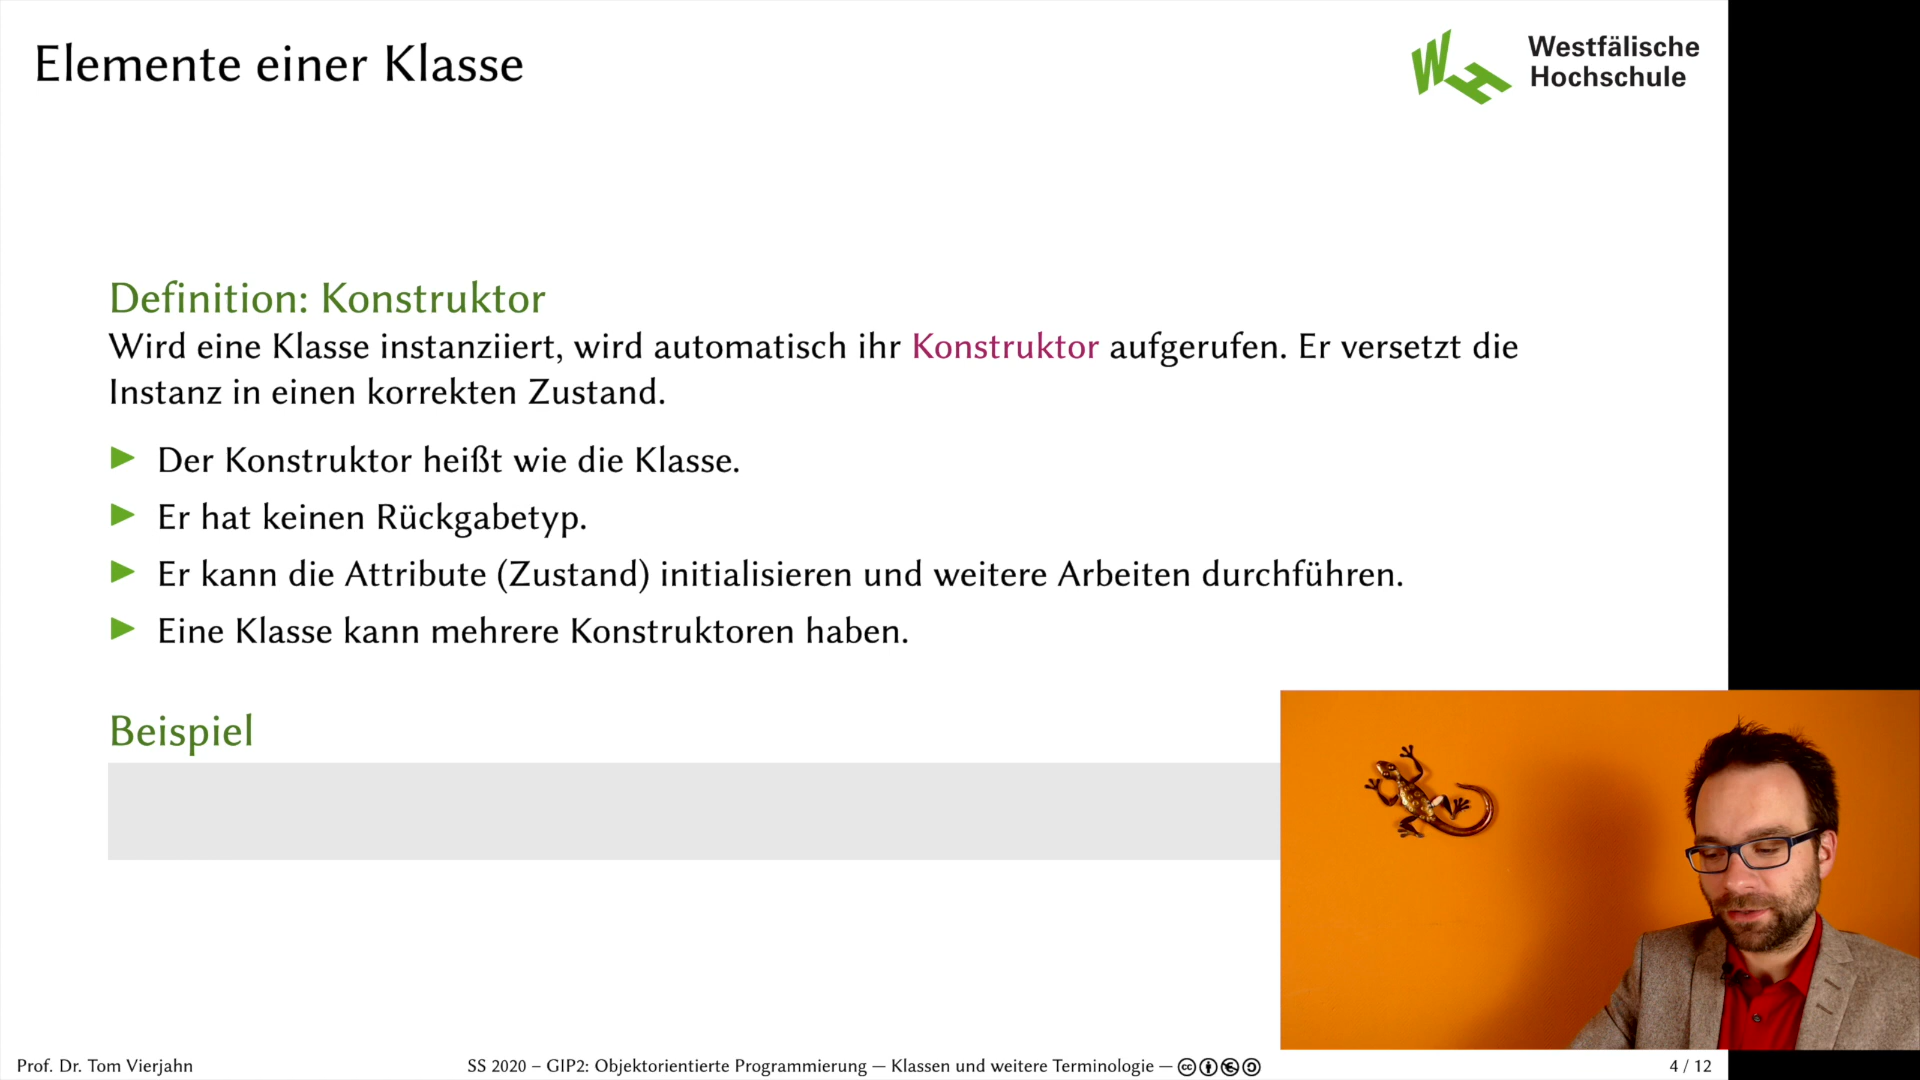 Elemente einer Klasse
Westfälische
Hochschule
Definition: Konstruktor
Wird eine Klasse instanziiert, wird automatisch ihr Konstruktor aufgerufen. Er versetzt die
Instanz in einen korrekten Zustand.
Der Konstruktor heißt wie die Klasse.
Er hat keinen Rückgabetyp.
Er kann die Attribute (Zustand) initialisieren und weitere Arbeiten durchführen.
Eine Klasse kann mehrere Konstruktoren haben.
Beispiel
Prof. Dr. Tom Vierjahn
SS 2020 – GIP2: Objektorientierte Programmierung — Klassen und weitere Terminologie —
4 / 12